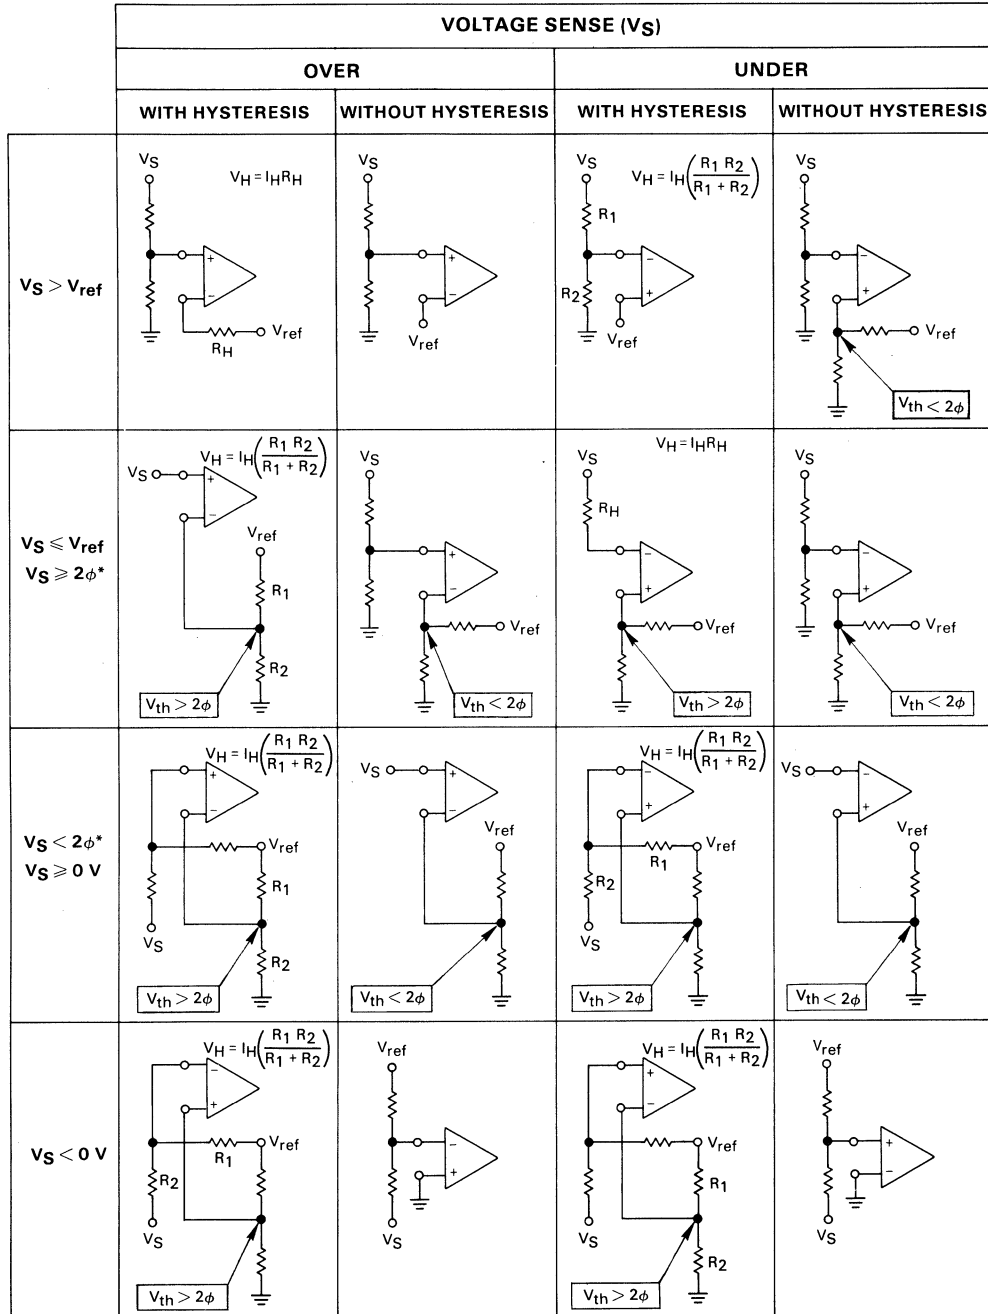 VOLTAGE SENSE (VS)
OVER
UNDER
WITH HYSTERESIS
WITHOUT HYSTERESIS
WITH HYSTERESIS
WITHOUT HYSTERESIS
VS > Vref
VS
VH = IHRH
+
−
RH
Vref
VS
+
−
Vref
VS
VH = IH(R1 R2 / R1 + R2)
R1
R2
−
+
Vref
VS
−
+
Vref
Vth < 2ϕ
VS ⩽ Vref
VS ⩾ 2ϕ*
VH = IH(R1 R2 / R1 + R2)
VS
+
−
Vref
R1
R2
Vth > 2ϕ
VS
+
−
Vref
Vth < 2ϕ
VH = IHRH
VS
RH
−
+
Vref
Vth > 2ϕ
VS
−
+
Vref
Vth < 2ϕ
VS < 2ϕ*
VS ⩾ 0 V
VH = IH(R1 R2 / R1 + R2)
+
−
Vref
R1
VS
R2
Vth > 2ϕ
VS
+
−
Vref
Vth < 2ϕ
VH = IH(R1 R2 / R1 + R2)
−
+
Vref
R1
R2
VS
Vth > 2ϕ
VS
−
+
Vref
Vth < 2ϕ
VS < 0 V
VH = IH(R1 R2 / R1 + R2)
−
+
Vref
R1
R2
VS
Vth > 2ϕ
Vref
−
+
VS
VH = IH(R1 R2 / R1 + R2)
+
−
Vref
R1
VS
R2
Vth > 2ϕ
Vref
+
−
VS